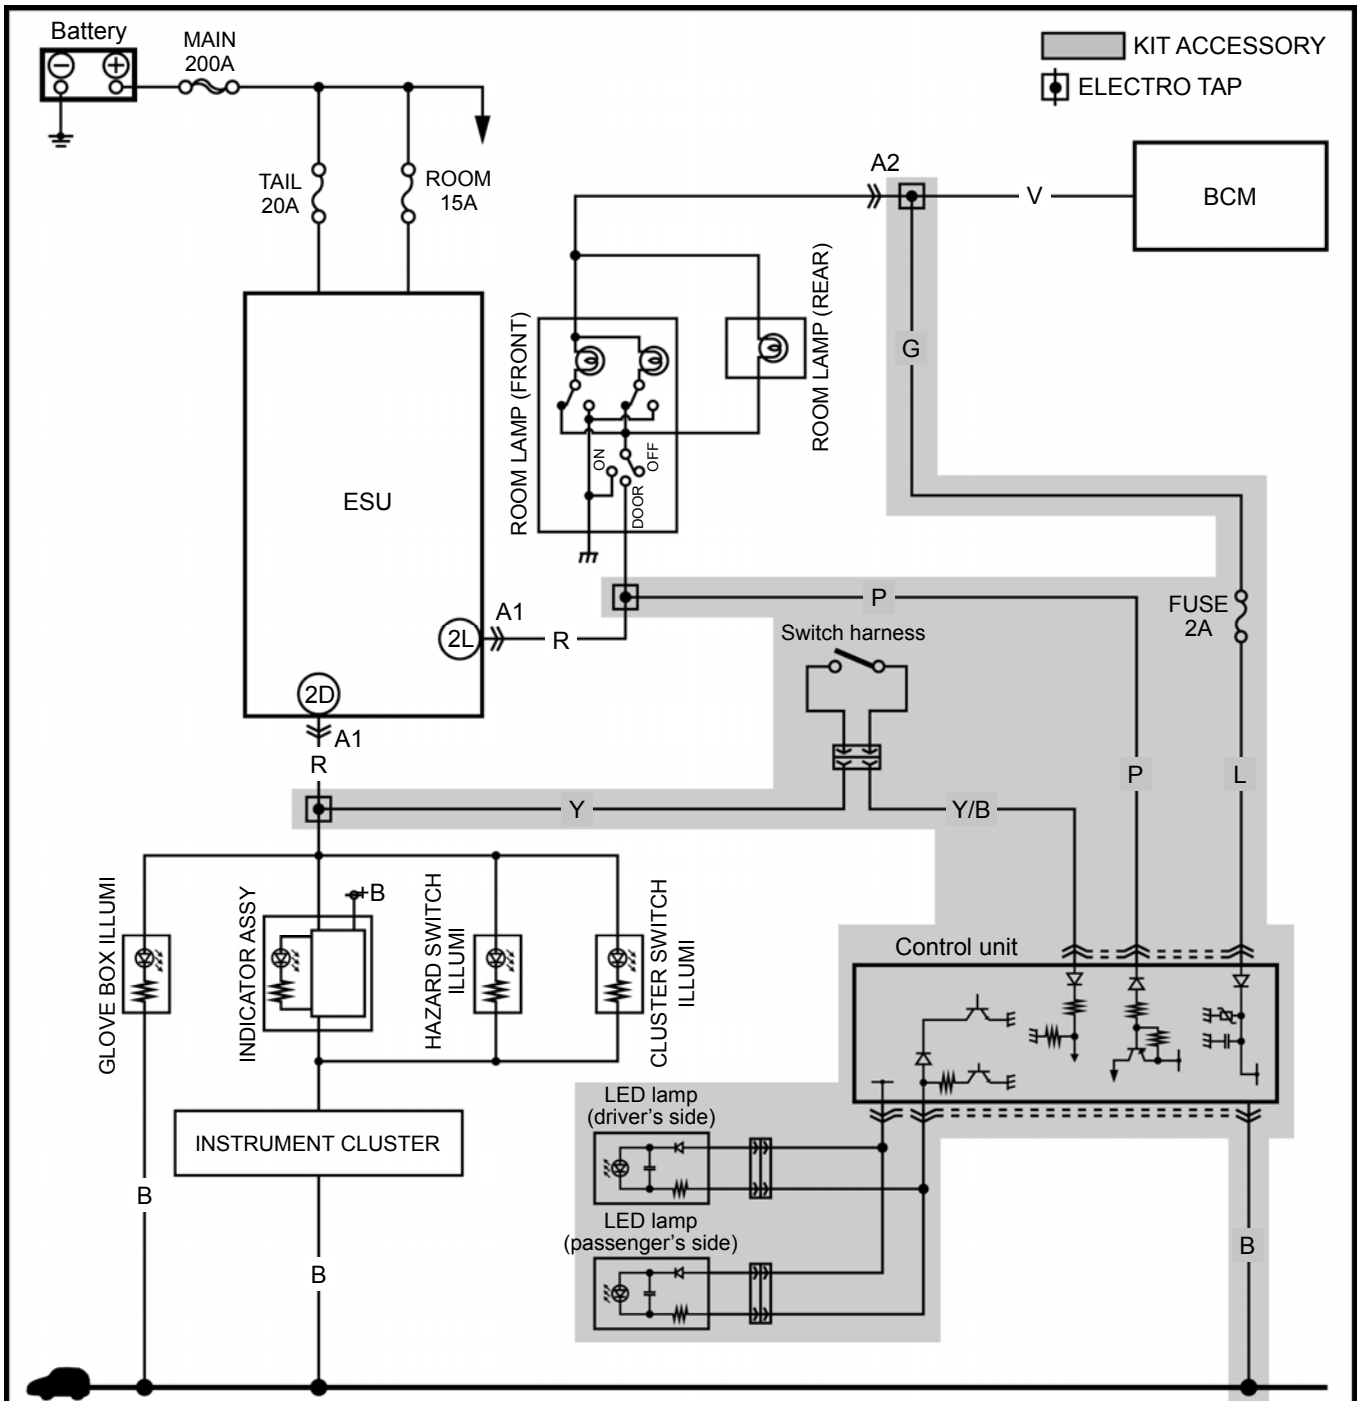 Battery
MAIN
200A
KIT ACCESSORY
ELECTRO TAP
TAIL
20A
ROOM
15A
A2
V
BCM
ROOM LAMP (FRONT)
ROOM LAMP (REAR)
G
ON
OFF
DOOR
ESU
P
FUSE
2A
2L
A1
R
Switch harness
2D
A1
R
P
L
Y
Y/B
GLOVE BOX ILLUMI
INDICATOR ASSY
+B
HAZARD SWITCH
ILLUMI
CLUSTER SWITCH
ILLUMI
Control unit
LED lamp
(driver's side)
INSTRUMENT CLUSTER
B
LED lamp
(passenger's side)
B
B